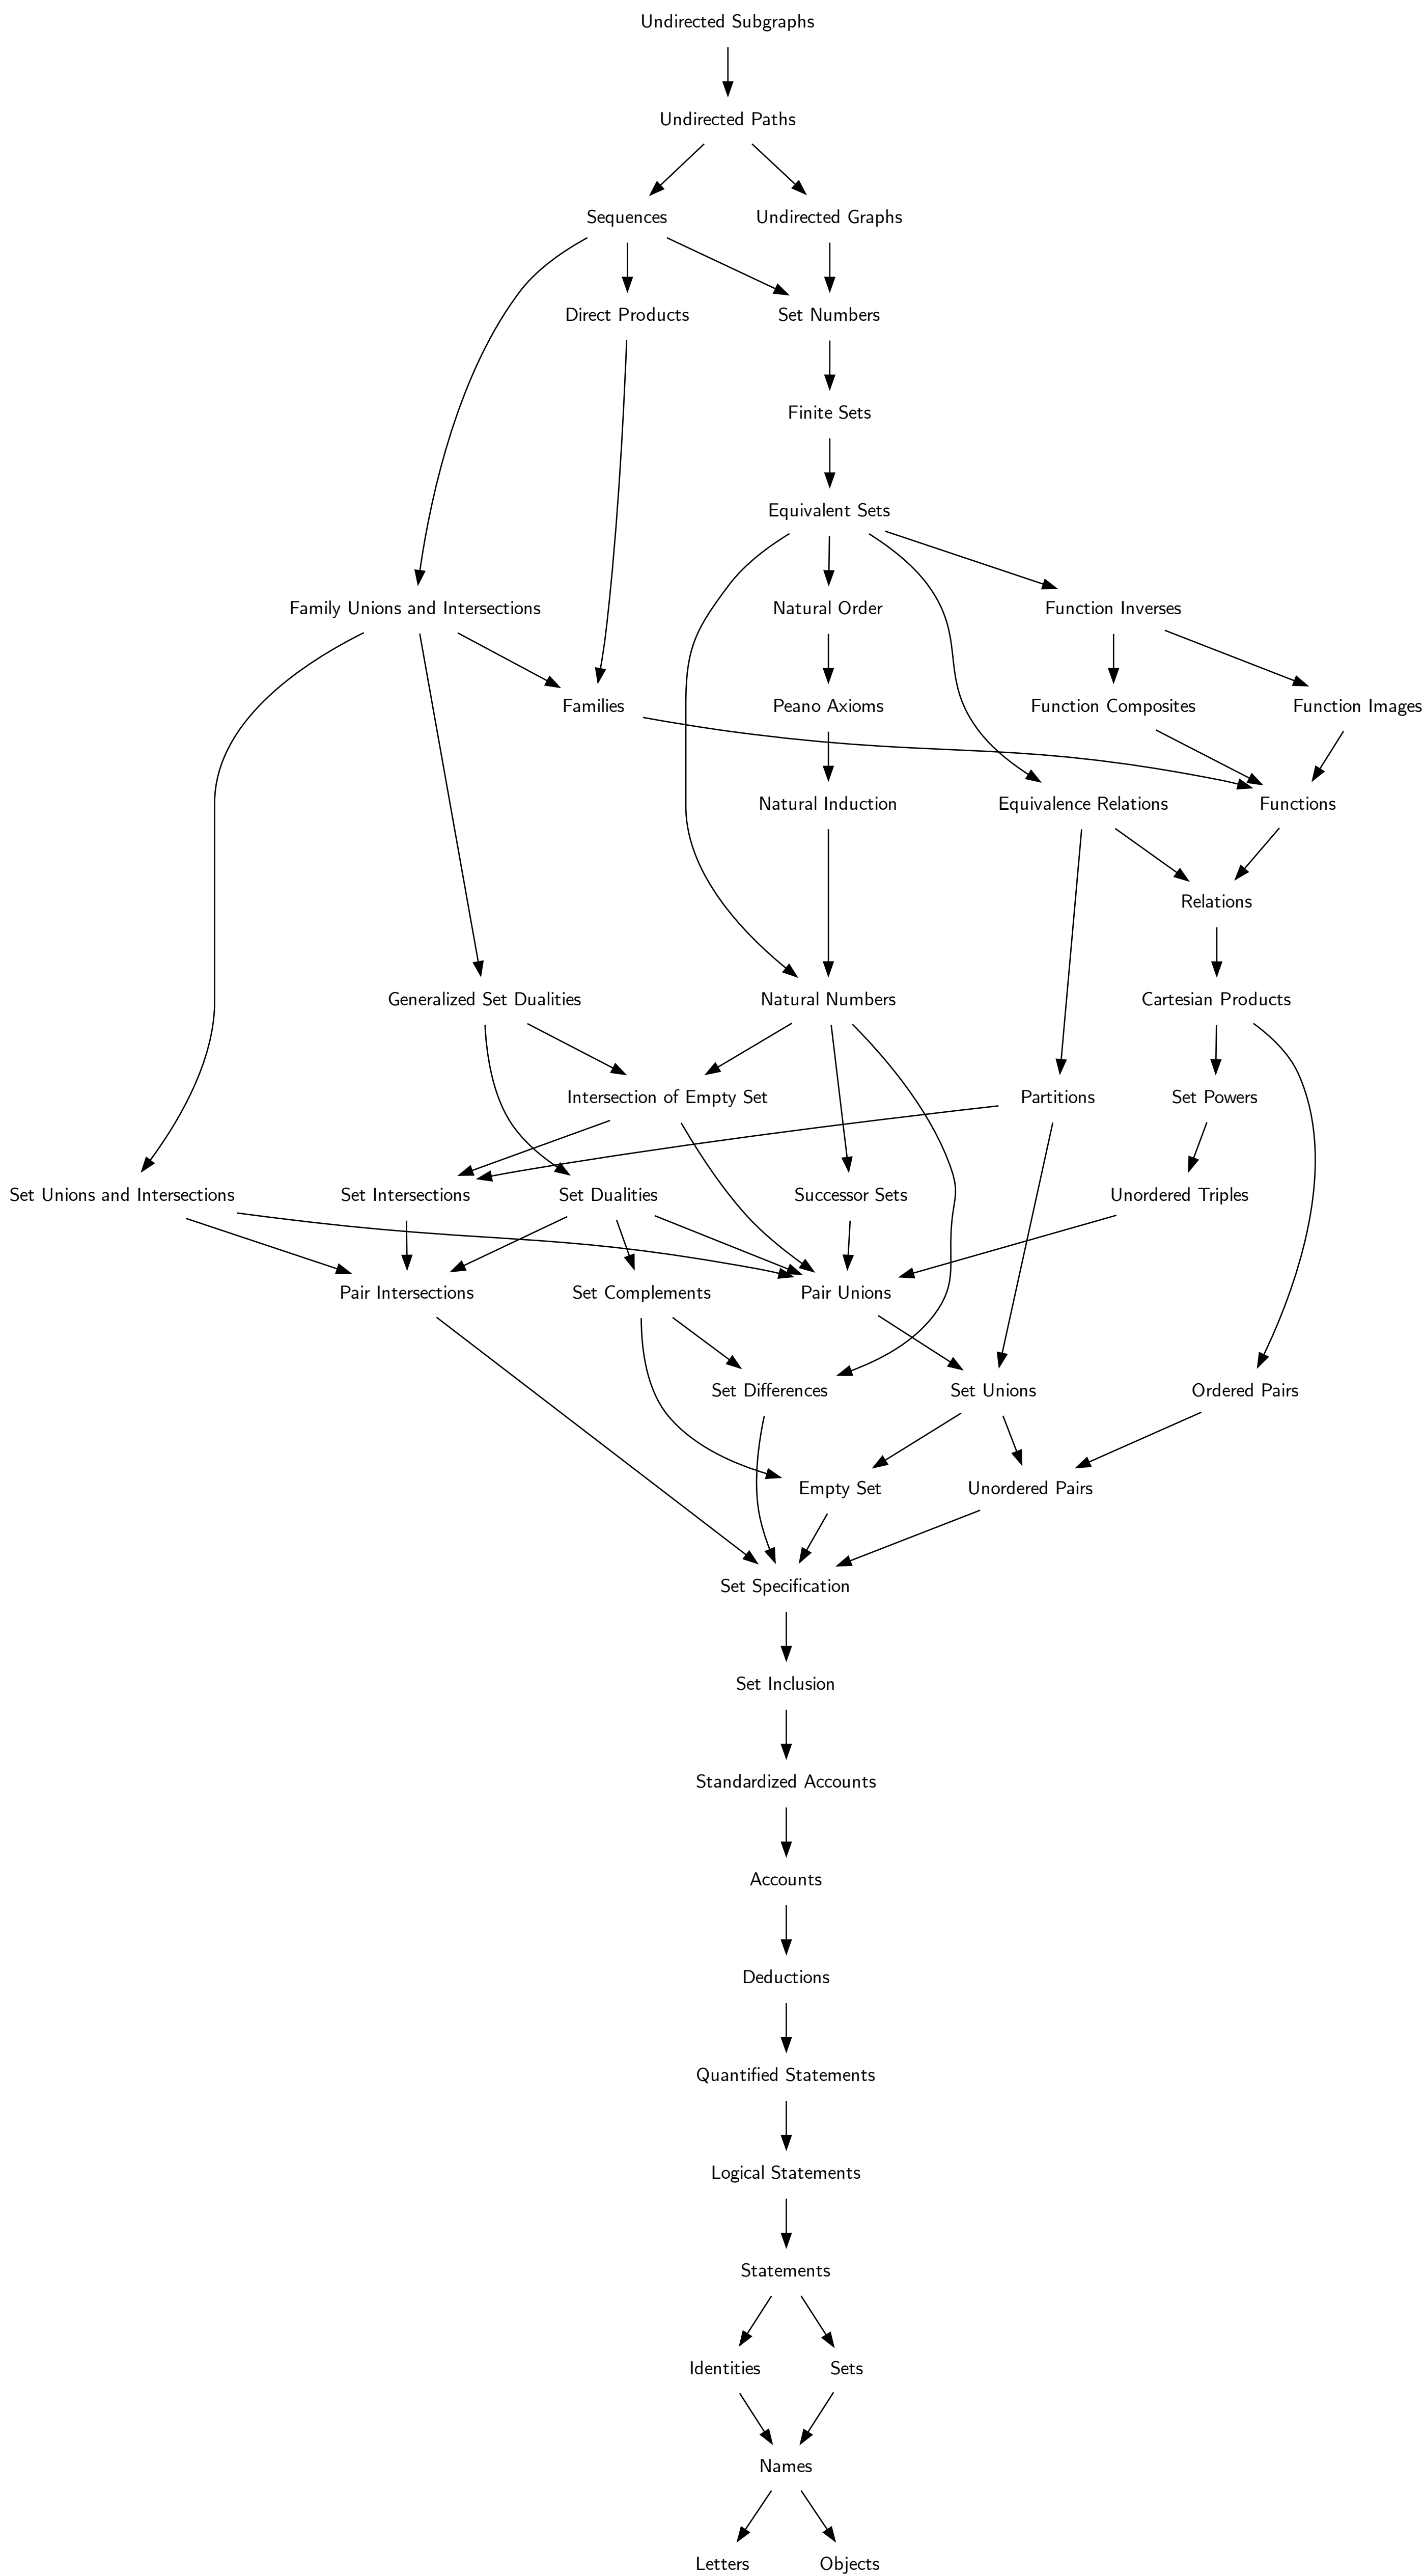 Undirected Subgraphs
Undirected Paths
Sequences
Undirected Graphs
Direct Products
Set Numbers
Finite Sets
Equivalent Sets
Family Unions and Intersections
Natural Order
Function Inverses
Families
Peano Axioms
Function Composites
Function Images
Natural Induction
Equivalence Relations
Functions
Relations
Generalized Set Dualities
Natural Numbers
Cartesian Products
Intersection of Empty Set
Partitions
Set Powers
Set Unions and Intersections
Set Intersections
Set Dualities
Successor Sets
Unordered Triples
Pair Intersections
Set Complements
Pair Unions
Set Differences
Set Unions
Ordered Pairs
Empty Set
Unordered Pairs
Set Specification
Set Inclusion
Standardized Accounts
Accounts
Deductions
Quantified Statements
Logical Statements
Statements
Identities
Sets
Names
Letters
Objects